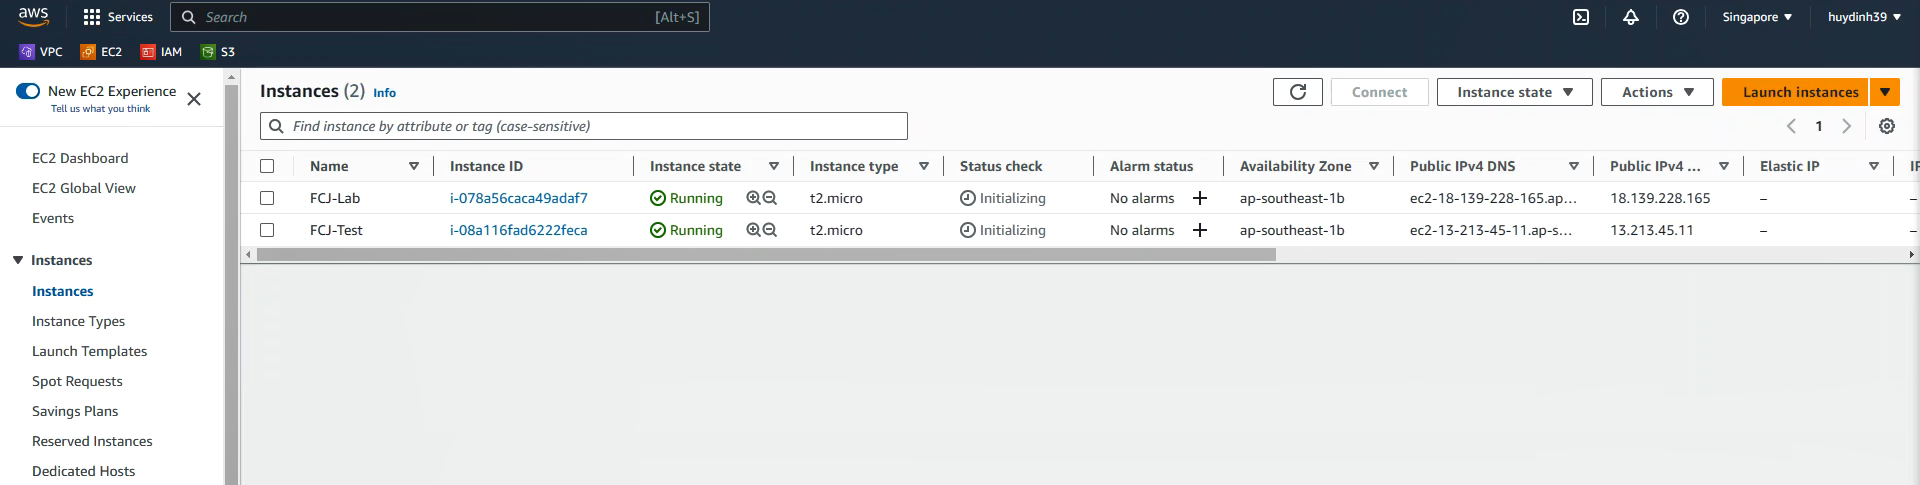 aws Services Search [Alt+S] Singapore huydinh39
VPC EC2 IAM S3
New EC2 Experience
Tell us what you think
EC2 Dashboard
EC2 Global View
Events
Instances
Instances
Instance Types
Launch Templates
Spot Requests
Savings Plans
Reserved Instances
Dedicated Hosts
Instances (2) Info Connect Instance state Actions Launch instances
Find instance by attribute or tag (case-sensitive) 1
Name Instance ID Instance state Instance type Status check Alarm status Availability Zone Public IPv4 DNS Public IPv4 ... Elastic IP
FCJ-Lab i-078a56caca49adaf7 Running t2.micro Initializing No alarms + ap-southeast-1b ec2-18-139-228-165.ap... 18.139.228.165 – –
FCJ-Test i-08a116fad6222feca Running t2.micro Initializing No alarms + ap-southeast-1b ec2-13-213-45-11.ap-s... 13.213.45.11 – –